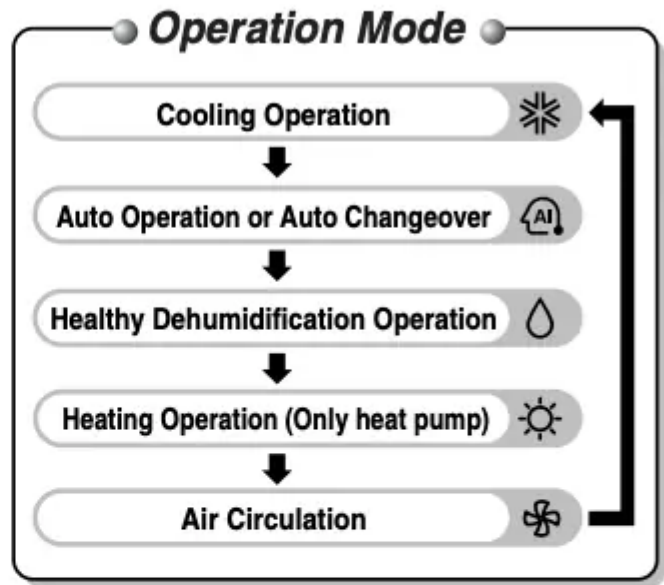 Operation Mode
Cooling Operation
Auto Operation or Auto Changeover
AI
Healthy Dehumidification Operation
Heating Operation (Only heat pump)
Air Circulation